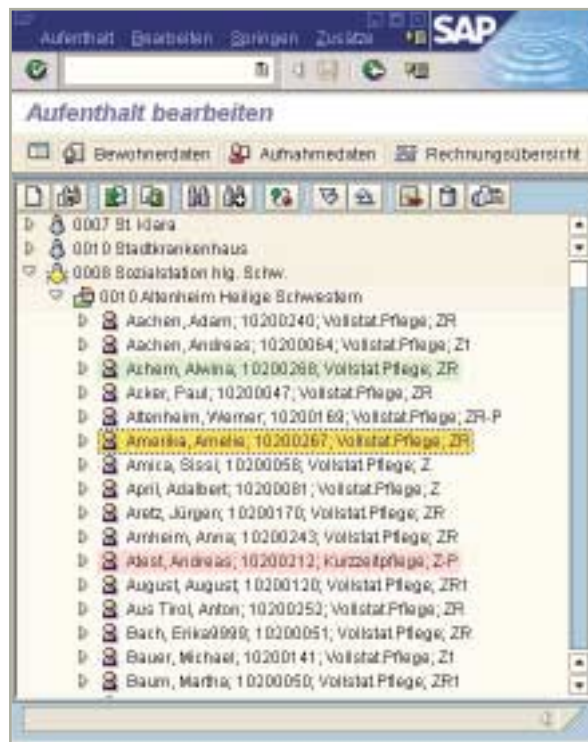 Aufenthalt Bearbeiten Springen Zusätze SAP
Aufenthalt bearbeiten
Bewohnerdaten Aufnahmedaten Rechnungsübersicht
0007 St Klara
0010 Stadtkrankenhaus
0008 Sozialstation hlg. Schw.
0010 Altenheim Heilige Schwestern
Aachen, Adam; 10200240; Vollstat.Pflege; ZR
Aachen, Andreas; 10200064; Vollstat.Pflege; Z1
Achern, Alwina; 10200268; Vollstat.Pflege; ZR
Acker, Paul; 10200047; Vollstat.Pflege; ZR
Altenheim, Werner; 10200169; Vollstat.Pflege; ZR-P
Amerika, Amelie; 10200267; Vollstat.Pflege; ZR
Amica, Sissi; 10200058; Vollstat.Pflege; Z
April, Adalbert; 10200081; Vollstat.Pflege; Z
Aretz, Jürgen; 10200170; Vollstat.Pflege; ZR
Arnheim, Anna; 10200243; Vollstat.Pflege; ZR
Atest, Andreas; 10200212; Kurzzeitpflege; Z-P
August, August; 10200120; Vollstat.Pflege; ZR1
Aus Tirol, Anton; 10200252; Vollstat.Pflege; ZR
Bach, Erika9999; 10200051; Vollstat.Pflege; ZR
Bauer, Michael; 10200141; Vollstat.Pflege; Z1
Baum, Martha; 10200050; Vollstat.Pflege; ZR1